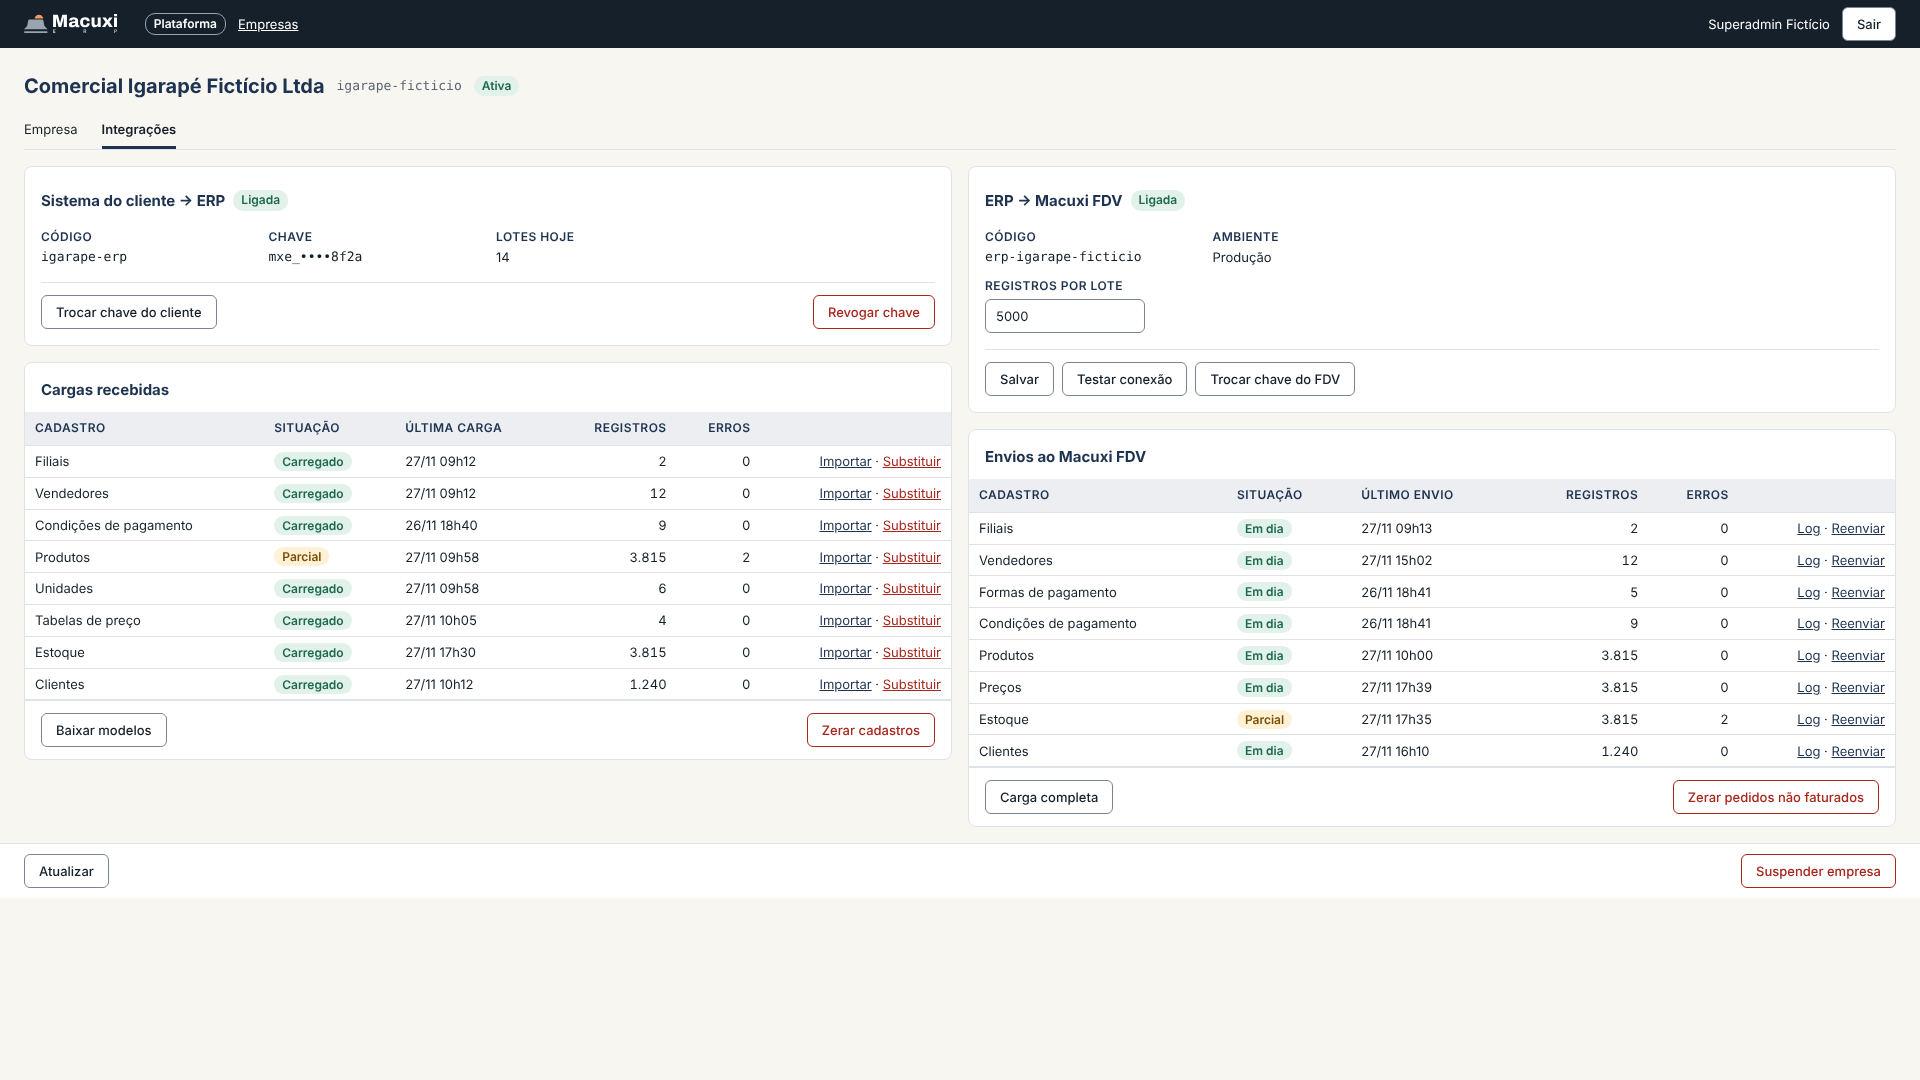 Macuxi
E R P
Plataforma
Empresas
Superadmin Fictício
Sair
Comercial Igarapé Fictício Ltda igarape-ficticio Ativa
Empresa Integrações
Sistema do cliente → ERP Ligada
CÓDIGO CHAVE LOTES HOJE
igarape-erp mxe_••••8f2a 14
Trocar chave do cliente Revogar chave
Cargas recebidas
CADASTRO SITUAÇÃO ÚLTIMA CARGA REGISTROS ERROS
Filiais Carregado 27/11 09h12 2 0 Importar · Substituir
Vendedores Carregado 27/11 09h12 12 0 Importar · Substituir
Condições de pagamento Carregado 26/11 18h40 9 0 Importar · Substituir
Produtos Parcial 27/11 09h58 3.815 2 Importar · Substituir
Unidades Carregado 27/11 09h58 6 0 Importar · Substituir
Tabelas de preço Carregado 27/11 10h05 4 0 Importar · Substituir
Estoque Carregado 27/11 17h30 3.815 0 Importar · Substituir
Clientes Carregado 27/11 10h12 1.240 0 Importar · Substituir
Baixar modelos Zerar cadastros
ERP → Macuxi FDV Ligada
CÓDIGO AMBIENTE
erp-igarape-ficticio Produção
REGISTROS POR LOTE
5000
Salvar Testar conexão Trocar chave do FDV
Envios ao Macuxi FDV
CADASTRO SITUAÇÃO ÚLTIMO ENVIO REGISTROS ERROS
Filiais Em dia 27/11 09h13 2 0 Log · Reenviar
Vendedores Em dia 27/11 15h02 12 0 Log · Reenviar
Formas de pagamento Em dia 26/11 18h41 5 0 Log · Reenviar
Condições de pagamento Em dia 26/11 18h41 9 0 Log · Reenviar
Produtos Em dia 27/11 10h00 3.815 0 Log · Reenviar
Preços Em dia 27/11 17h39 3.815 0 Log · Reenviar
Estoque Parcial 27/11 17h35 3.815 2 Log · Reenviar
Clientes Em dia 27/11 16h10 1.240 0 Log · Reenviar
Carga completa Zerar pedidos não faturados
Atualizar Suspender empresa